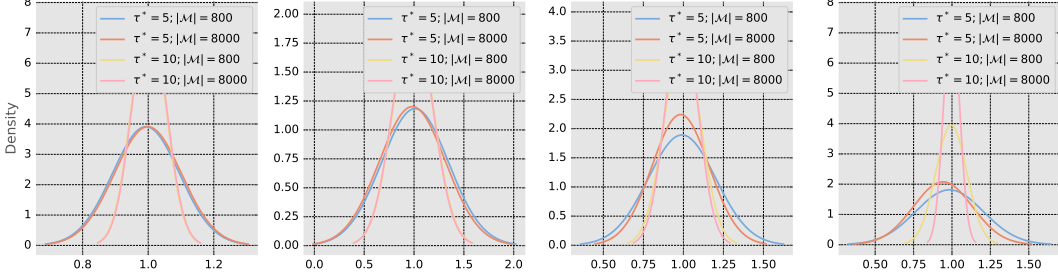 Density
8
7
6
5
4
3
2
1
0
0.8 1.0 1.2
τ* = 5; |ℳ| = 800
τ* = 5; |ℳ| = 8000
τ* = 10; |ℳ| = 800
τ* = 10; |ℳ| = 8000
2.00
1.75
1.50
1.25
1.00
0.75
0.50
0.25
0.00
0.0 0.5 1.0 1.5 2.0
τ* = 5; |ℳ| = 800
τ* = 5; |ℳ| = 8000
τ* = 10; |ℳ| = 800
τ* = 10; |ℳ| = 8000
4.0
3.5
3.0
2.5
2.0
1.5
1.0
0.5
0.0
0.50 0.75 1.00 1.25 1.50
τ* = 5; |ℳ| = 800
τ* = 5; |ℳ| = 8000
τ* = 10; |ℳ| = 800
τ* = 10; |ℳ| = 8000
8
7
6
5
4
3
2
1
0
0.50 0.75 1.00 1.25 1.50
τ* = 5; |ℳ| = 800
τ* = 5; |ℳ| = 8000
τ* = 10; |ℳ| = 800
τ* = 10; |ℳ| = 8000